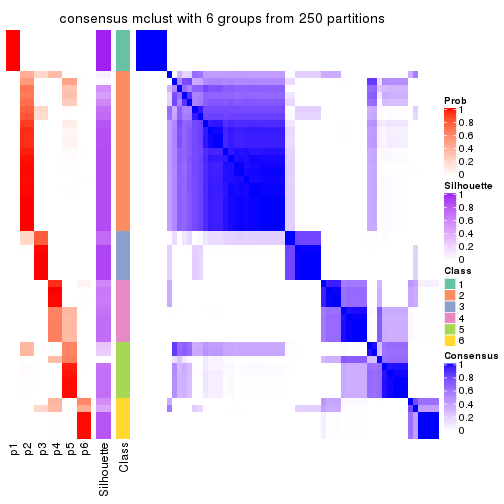 consensus mclust with 6 groups from 250 partitions
Prob
1
0.8
0.6
0.4
0.2
0
Silhouette
1
0.8
0.6
0.4
0.2
0
Class
1
2
3
4
5
6
Consensus
1
0.8
0.6
0.4
0.2
0
p1
p2
p3
p4
p5
p6
Silhouette
Class